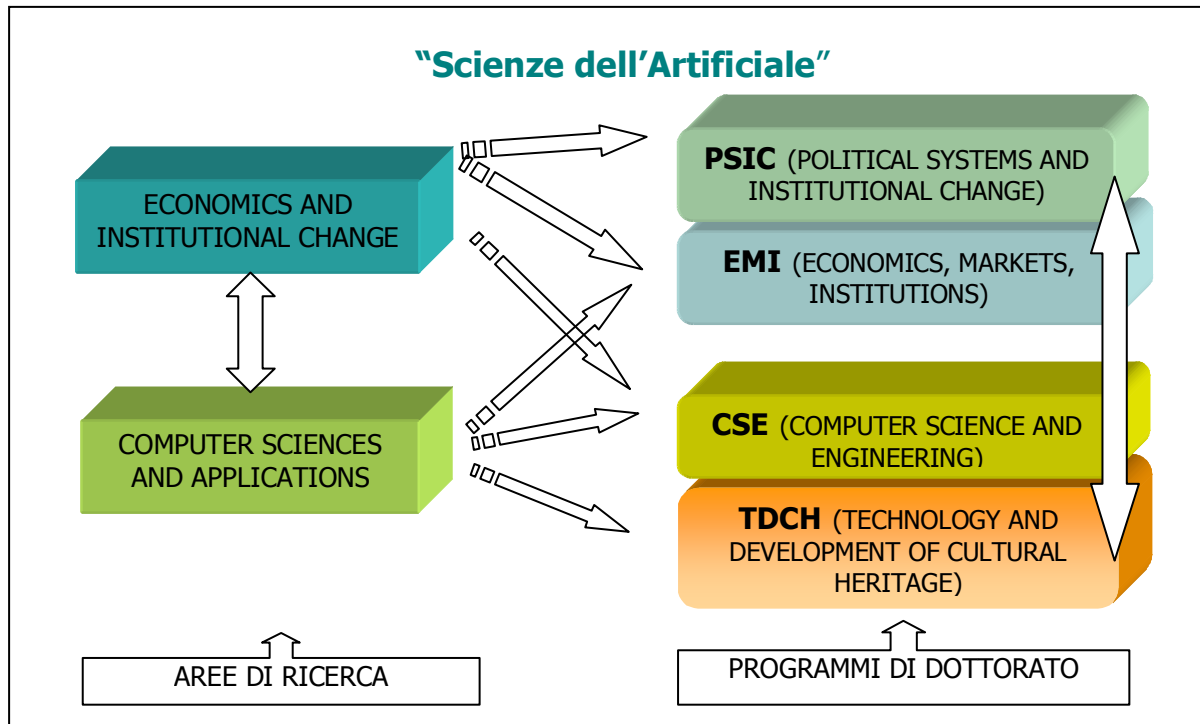 “Scienze dell’Artificiale”
ECONOMICS AND
INSTITUTIONAL CHANGE
COMPUTER SCIENCES
AND APPLICATIONS
AREE DI RICERCA
PSIC (POLITICAL SYSTEMS AND
INSTITUTIONAL CHANGE)
EMI (ECONOMICS, MARKETS,
INSTITUTIONS)
CSE (COMPUTER SCIENCE AND
ENGINEERING)
TDCH (TECHNOLOGY AND
DEVELOPMENT OF CULTURAL
HERITAGE)
PROGRAMMI DI DOTTORATO